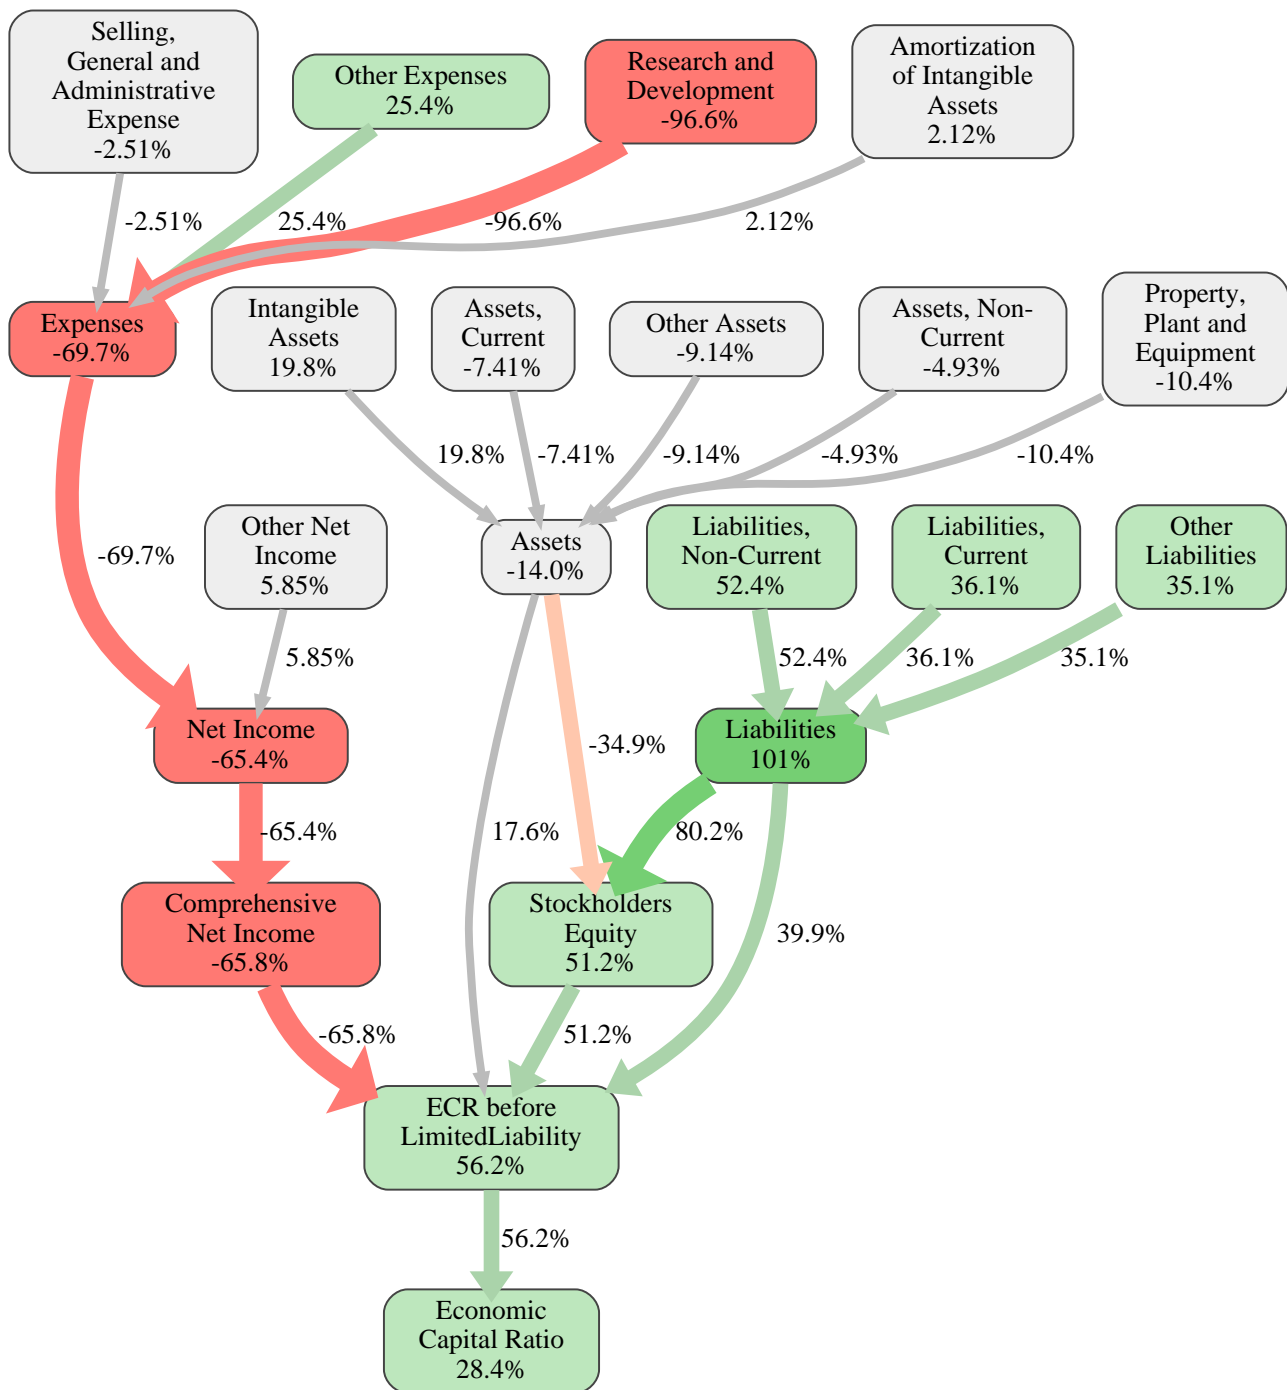 Selling,
General and
Administrative
Expense
-2.51%
Other Expenses
25.4%
Research and
Development
-96.6%
Amortization
of Intangible
Assets
2.12%
-2.51%
25.4%
-96.6%
2.12%
Expenses
-69.7%
Intangible
Assets
19.8%
Assets,
Current
-7.41%
Other Assets
-9.14%
Assets, Non-
Current
-4.93%
Property,
Plant and
Equipment
-10.4%
19.8%
-7.41%
-9.14%
-4.93%
-10.4%
-69.7%
Other Net
Income
5.85%
Assets
-14.0%
Liabilities,
Non-Current
52.4%
Liabilities,
Current
36.1%
Other
Liabilities
35.1%
5.85%
52.4%
36.1%
35.1%
Net Income
-65.4%
-34.9%
Liabilities
101%
-65.4%
17.6%
80.2%
Comprehensive
Net Income
-65.8%
Stockholders
Equity
51.2%
39.9%
-65.8%
51.2%
ECR before
LimitedLiability
56.2%
56.2%
Economic
Capital Ratio
28.4%